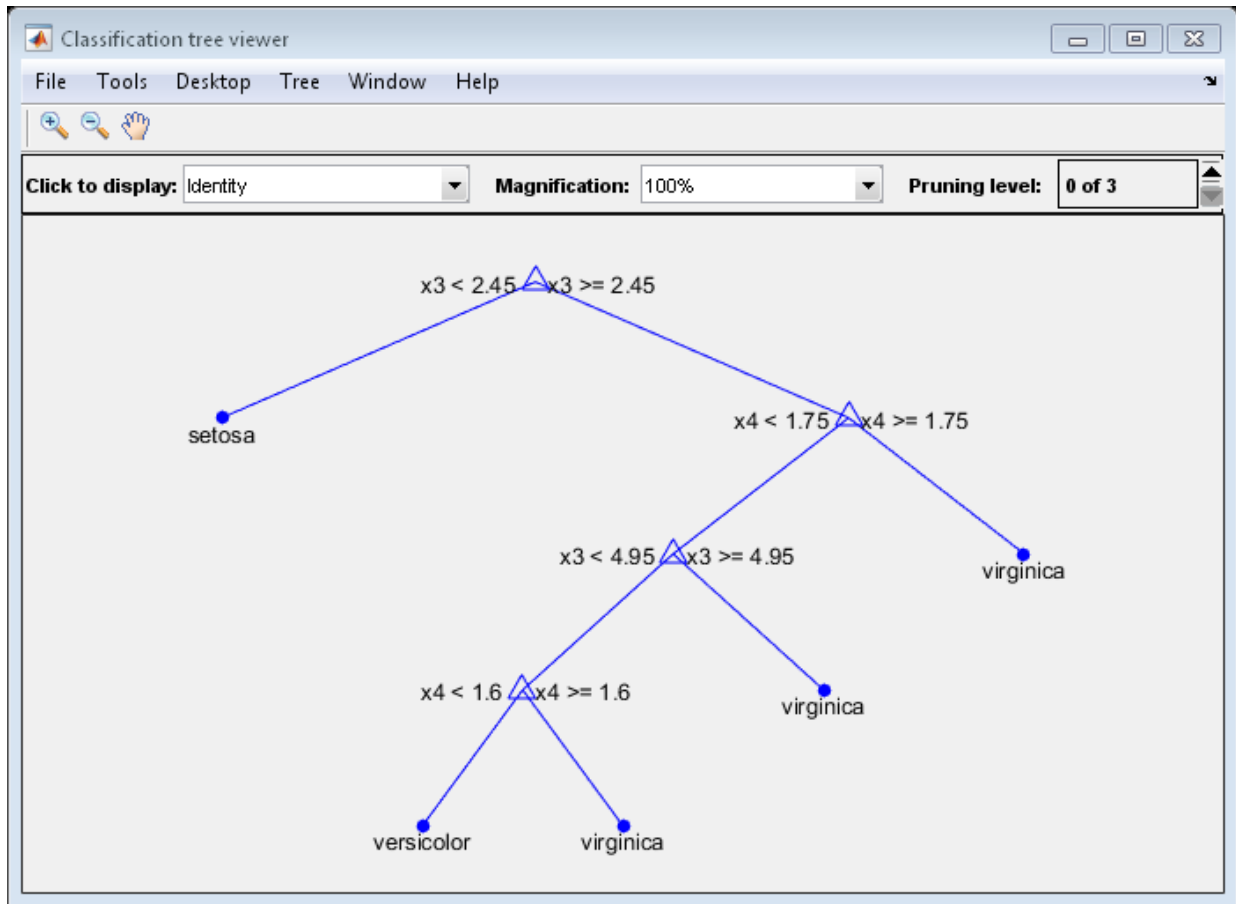 Classification tree viewer
File Tools Desktop Tree Window Help
Click to display: Identity Magnification: 100% Pruning level: 0 of 3
x3 < 2.45 x3 >= 2.45
setosa
x4 < 1.75 x4 >= 1.75
x3 < 4.95 x3 >= 4.95
virginica
x4 < 1.6 x4 >= 1.6
virginica
versicolor virginica